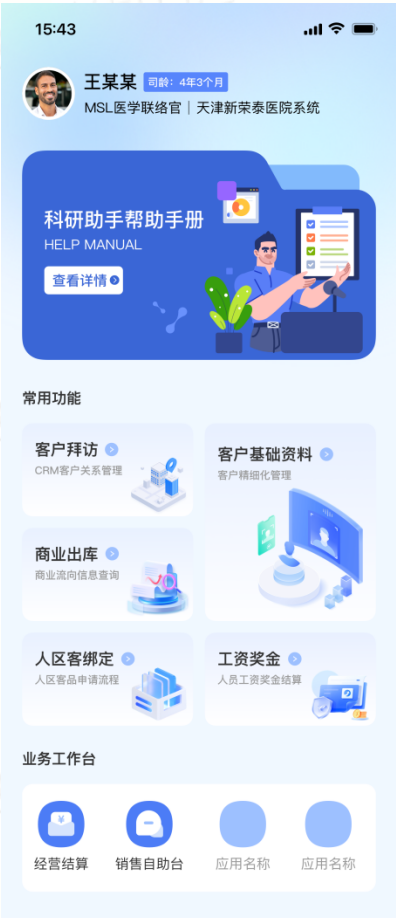 15:43
王某某 司龄：4年3个月
MSL医学联络官｜天津新荣泰医院系统
科研助手帮助手册
HELP MANUAL
查看详情
常用功能
客户拜访
CRM客户关系管理
客户基础资料
客户精细化管理
商业出库
商业流向信息查询
人区客绑定
人区客品申请流程
工资奖金
人员工资奖金结算
业务工作台
经营结算 销售自助台 应用名称 应用名称